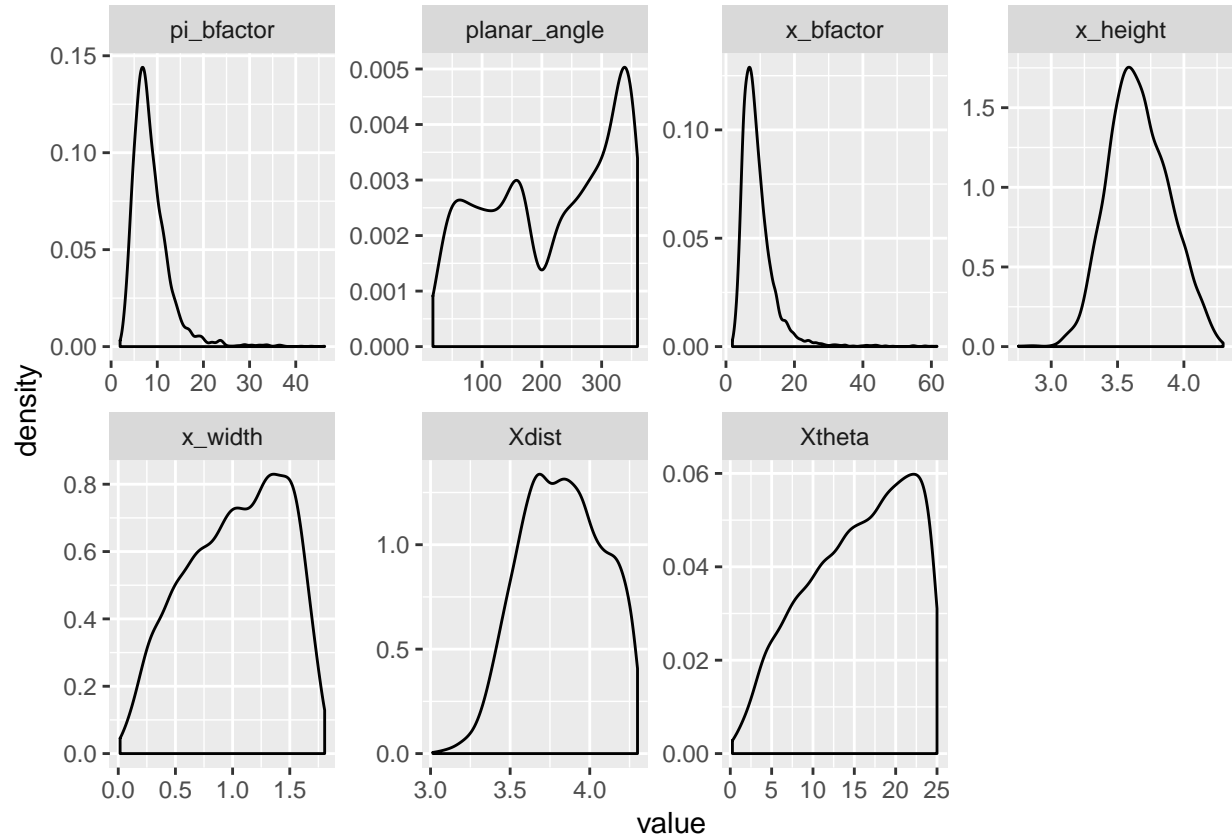 pi_bfactor planar_angle x_bfactor x_height
0.15 0.10 0.05 0.00
0 10 20 30 40
0.005 0.004 0.003 0.002 0.001 0.000
100 200 300
0.10 0.05 0.00
0 20 40 60
1.5 1.0 0.5 0.0
3.0 3.5 4.0
density
x_width Xdist Xtheta
0.8 0.6 0.4 0.2 0.0
0.0 0.5 1.0 1.5
1.0 0.5 0.0
3.0 3.5 4.0
0.06 0.04 0.02 0.00
0 5 10 15 20 25
value